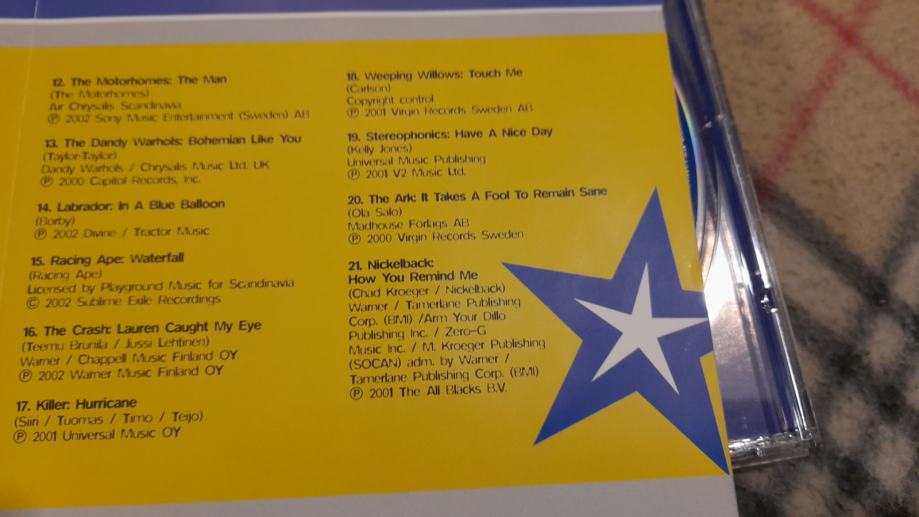 12. The Motorhomes: The Man
(The Motorhomes)
Air Chrysalis Scandinavia
℗ 2002 Sony Music Entertainment (Sweden) AB
13. The Dandy Warhols: Bohemian Like You
(Taylor-Taylor)
Dandy Warhols / Chrysalis Music Ltd. UK
℗ 2000 Capitol Records, Inc.
14. Labrador: In A Blue Balloon
(Borby)
℗ 2002 Divine / Tractor Music
15. Racing Ape: Waterfall
(Racing Ape)
Licensed by Playground Music for Scandinavia
© 2002 Sublime Exile Recordings
16. The Crash: Lauren Caught My Eye
(Teemu Brunila / Jussi Lehtinen)
Warner / Chappell Music Finland OY
℗ 2002 Warner Music Finland OY
17. Killer: Hurricane
(Siiri / Tuomas / Timo / Teijo)
℗ 2001 Universal Music OY
18. Weeping Willows: Touch Me
(Carlson)
Copyright control
℗ 2001 Virgin Records Sweden AB
19. Stereophonics: Have A Nice Day
(Kelly Jones)
Universal Music Publishing
℗ 2001 V2 Music Ltd.
20. The Ark: It Takes A Fool To Remain Sane
(Ola Salo)
Madhouse Forlags AB
℗ 2000 Virgin Records Sweden
21. Nickelback:
How You Remind Me
(Chad Kroeger / Nickelback)
Warner / Tamerlane Publishing
Corp. (BMI) /Arm Your Dillo
Publishing Inc. / Zero-G
Music Inc. / M. Kroeger Publishing
(SOCAN) adm. by Warner /
Tamerlane Publishing Corp. (BMI)
℗ 2001 The All Blacks B.V.